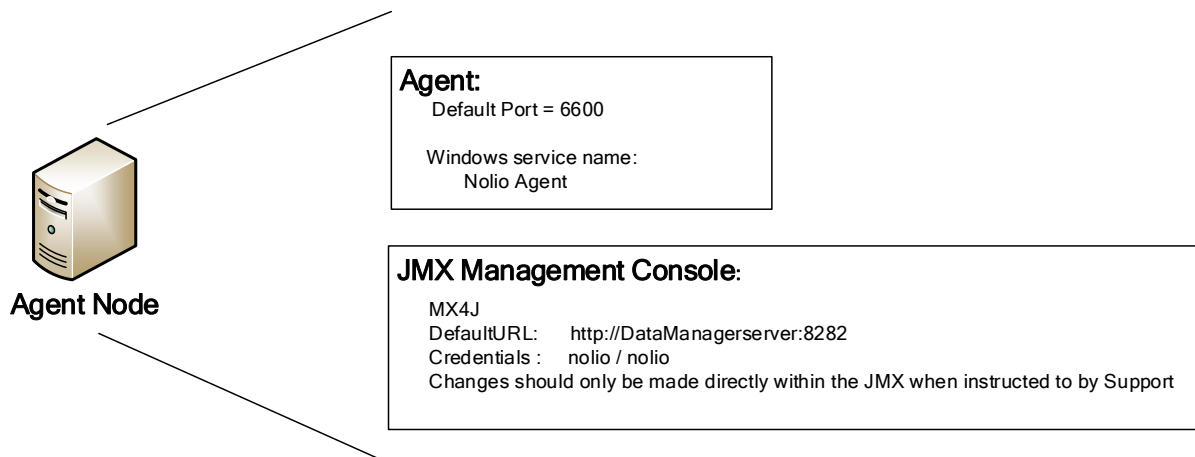 Agent:
Default Port = 6600
Windows service name:
Nolio Agent
Agent Node
JMX Management Console:
MX4J
DefaultURL: http://DataManagerserver:8282
Credentials : nolio / nolio
Changes should only be made directly within the JMX when instructed to by Support